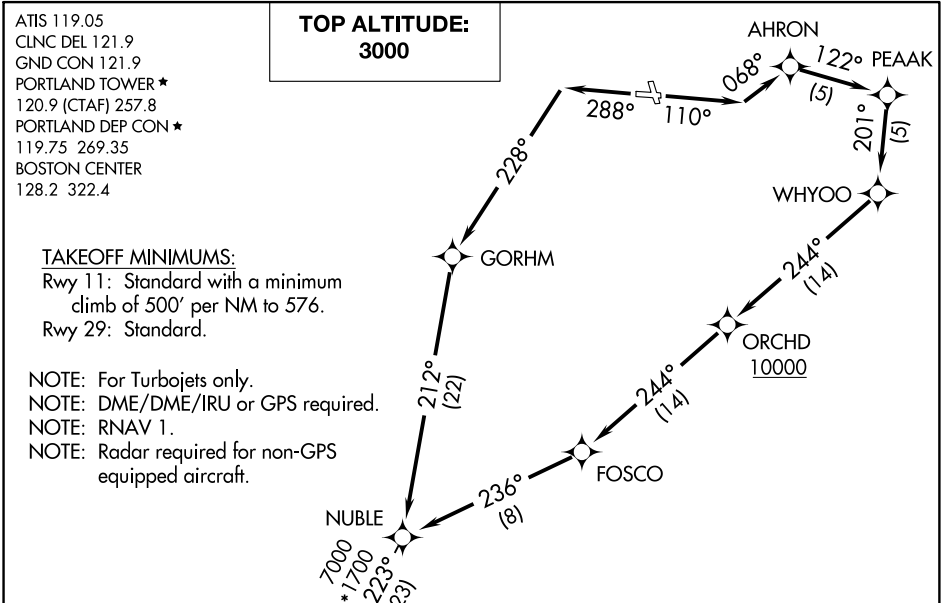 ATIS 119.05
CLNC DEL 121.9
GND CON 121.9
PORTLAND TOWER ★
120.9 (CTAF) 257.8
PORTLAND DEP CON ★
119.75 269.35
BOSTON CENTER
128.2 322.4
TOP ALTITUDE:
3000
AHRON
PEAAK
122°
(5)
068°
288°
110°
201°
(5)
228°
WHYOO
GORHM
244°
(14)
TAKEOFF MINIMUMS:
Rwy 11: Standard with a minimum
climb of 500' per NM to 576.
Rwy 29: Standard.
ORCHD
10000
NOTE: For Turbojets only.
NOTE: DME/DME/IRU or GPS required.
NOTE: RNAV 1.
NOTE: Radar required for non-GPS
equipped aircraft.
212°
(22)
244°
(14)
FOSCO
236°
(8)
NUBLE
7000
*1700
223°
23)